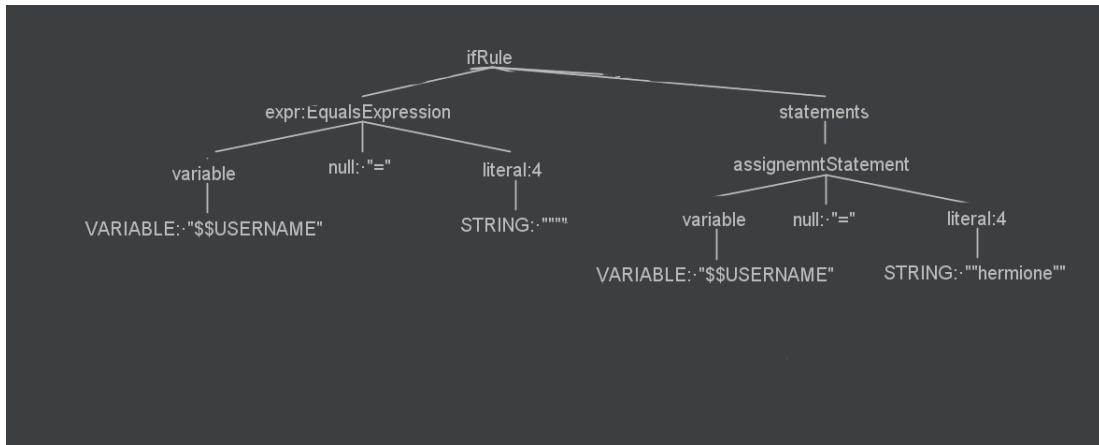 ifRule
expr:EqualsExpression
statements
variable
null:·"="
literal:4
assignemntStatement
VARIABLE:·"$$USERNAME"
STRING:·""""
variable
null:·"="
literal:4
VARIABLE:·"$$USERNAME"
STRING:·""hermione""